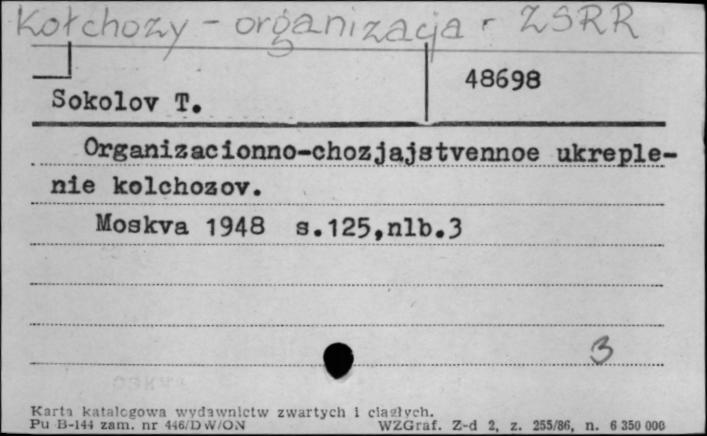 Kołchozy - organizacja - ZSRR
48698
Sokolov T.
Organizacionno-chozjajstvennoe ukreple-
nie kolchozov.
Moskva 1948 s.125,nlb.3
3
Karta katalogowa wydawnictw zwartych i ciągłych.
Pu B-144 zam. nr 446/DW/ON WZGraf. Z-d 2, z. 255/86, n. 6 350 000